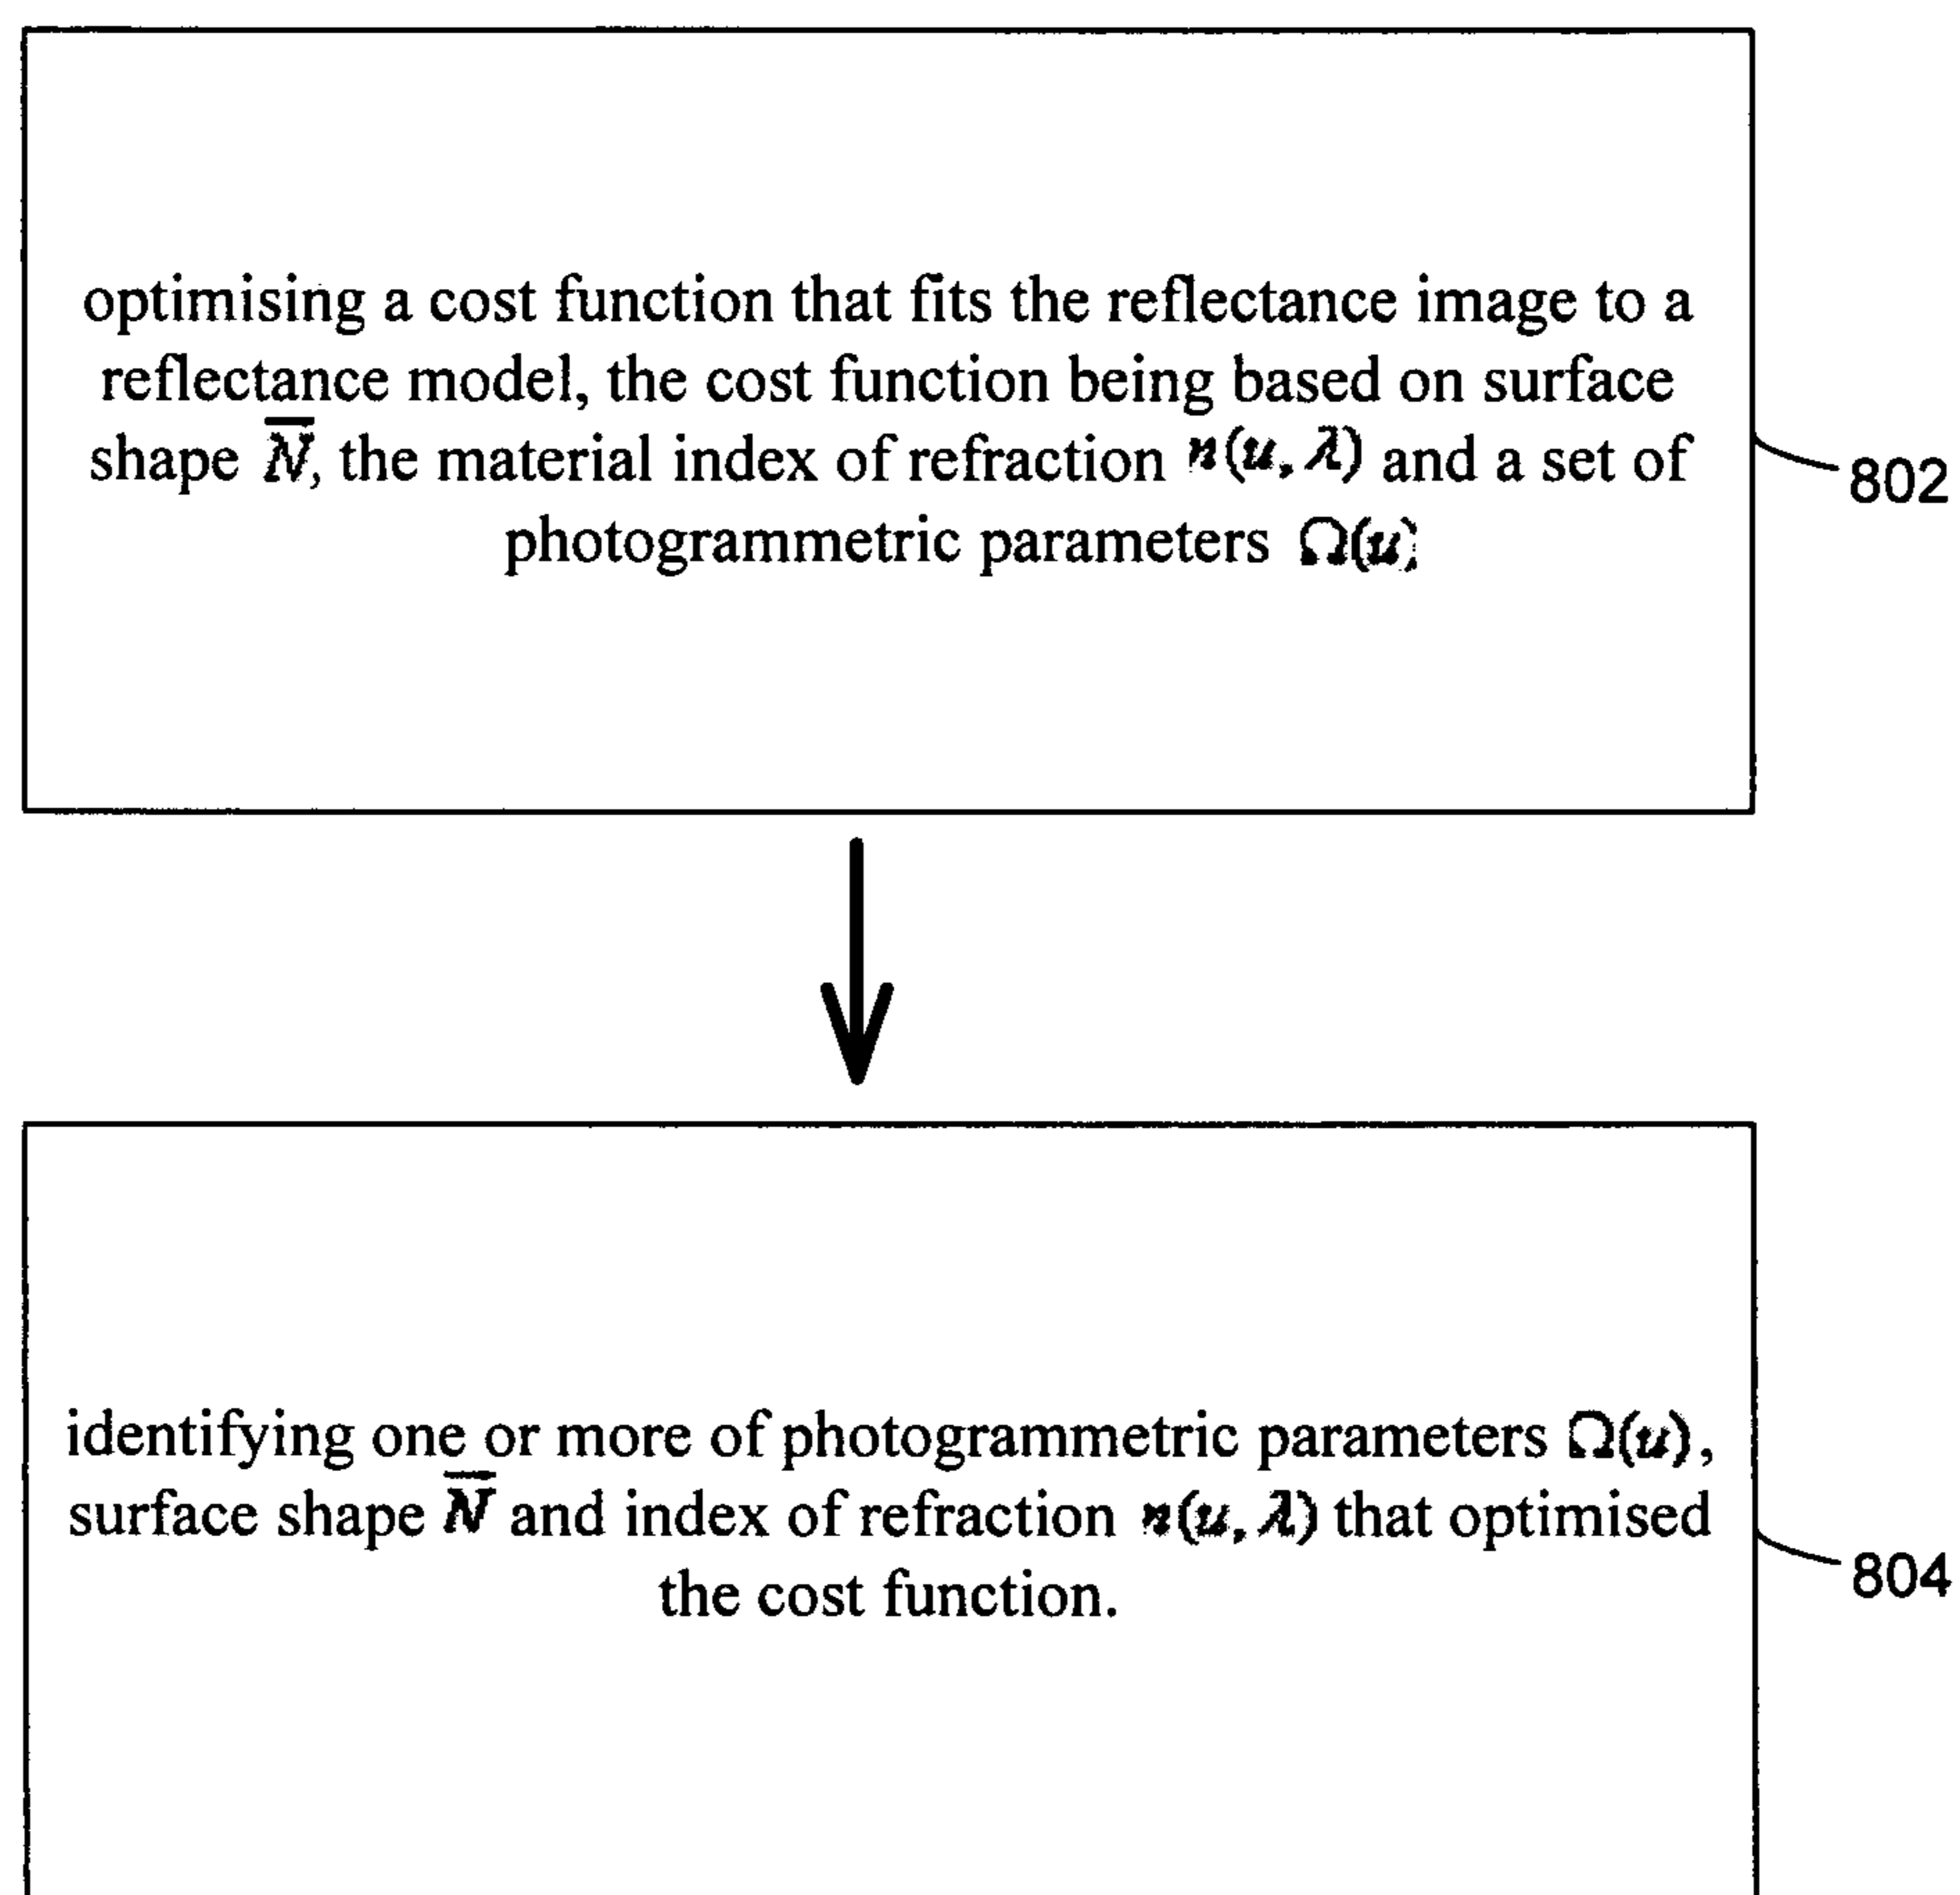 optimising a cost function that fits the reflectance image to a
reflectance model, the cost function being based on surface
shape N̅, the material index of refraction n(u, λ) and a set of
photogrammetric parameters Ω(u)
802
identifying one or more of photogrammetric parameters Ω(u),
surface shape N̅ and index of refraction n(u, λ) that optimised
the cost function.
804